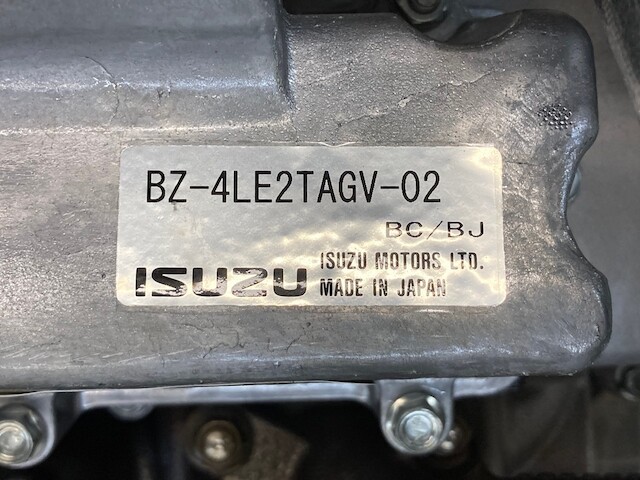 BZ-4LE2TAGV-02
BC/BJ
ISUZU ISUZU MOTORS LTD.
MADE IN JAPAN